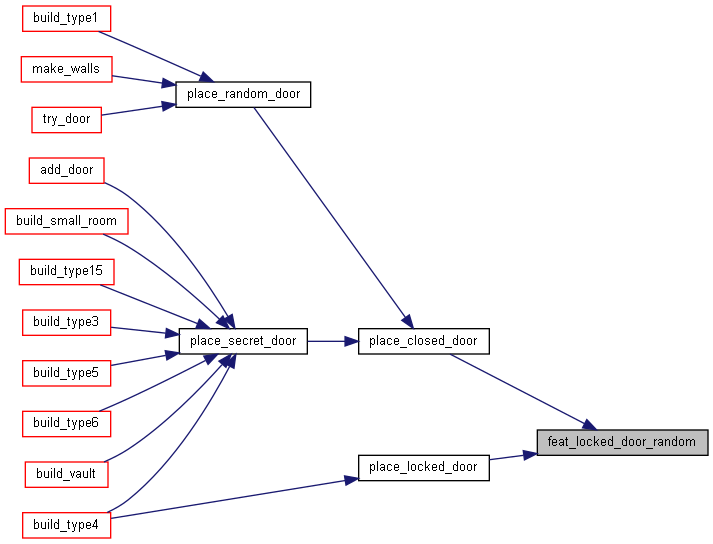 build_type1
make_walls
place_random_door
try_door
add_door
build_small_room
build_type15
build_type3
place_secret_door
place_closed_door
build_type5
build_type6
feat_locked_door_random
build_vault
place_locked_door
build_type4